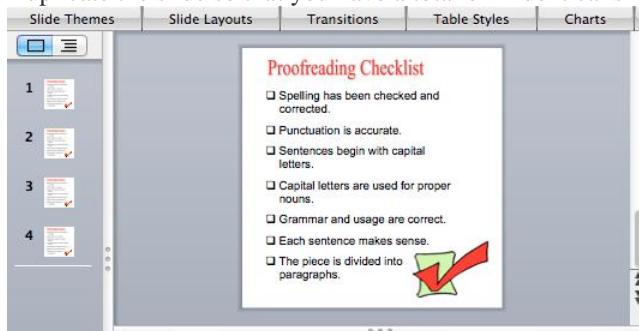 Slide Themes Slide Layouts Transitions Table Styles Charts
1
2
3
4
Proofreading Checklist
❑ Spelling has been checked and
corrected.
❑ Punctuation is accurate.
❑ Sentences begin with capital
letters.
❑ Capital letters are used for proper
nouns.
❑ Grammar and usage are correct.
❑ Each sentence makes sense.
❑ The piece is divided into
paragraphs.